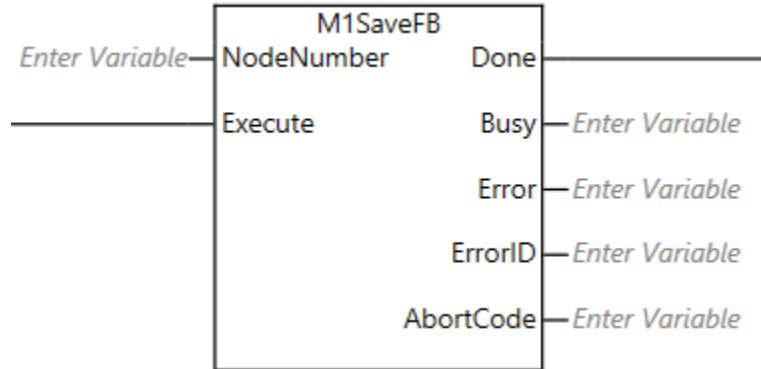 M1SaveFB
Enter Variable NodeNumber Done
Execute Busy Enter Variable
Error Enter Variable
ErrorID Enter Variable
AbortCode Enter Variable